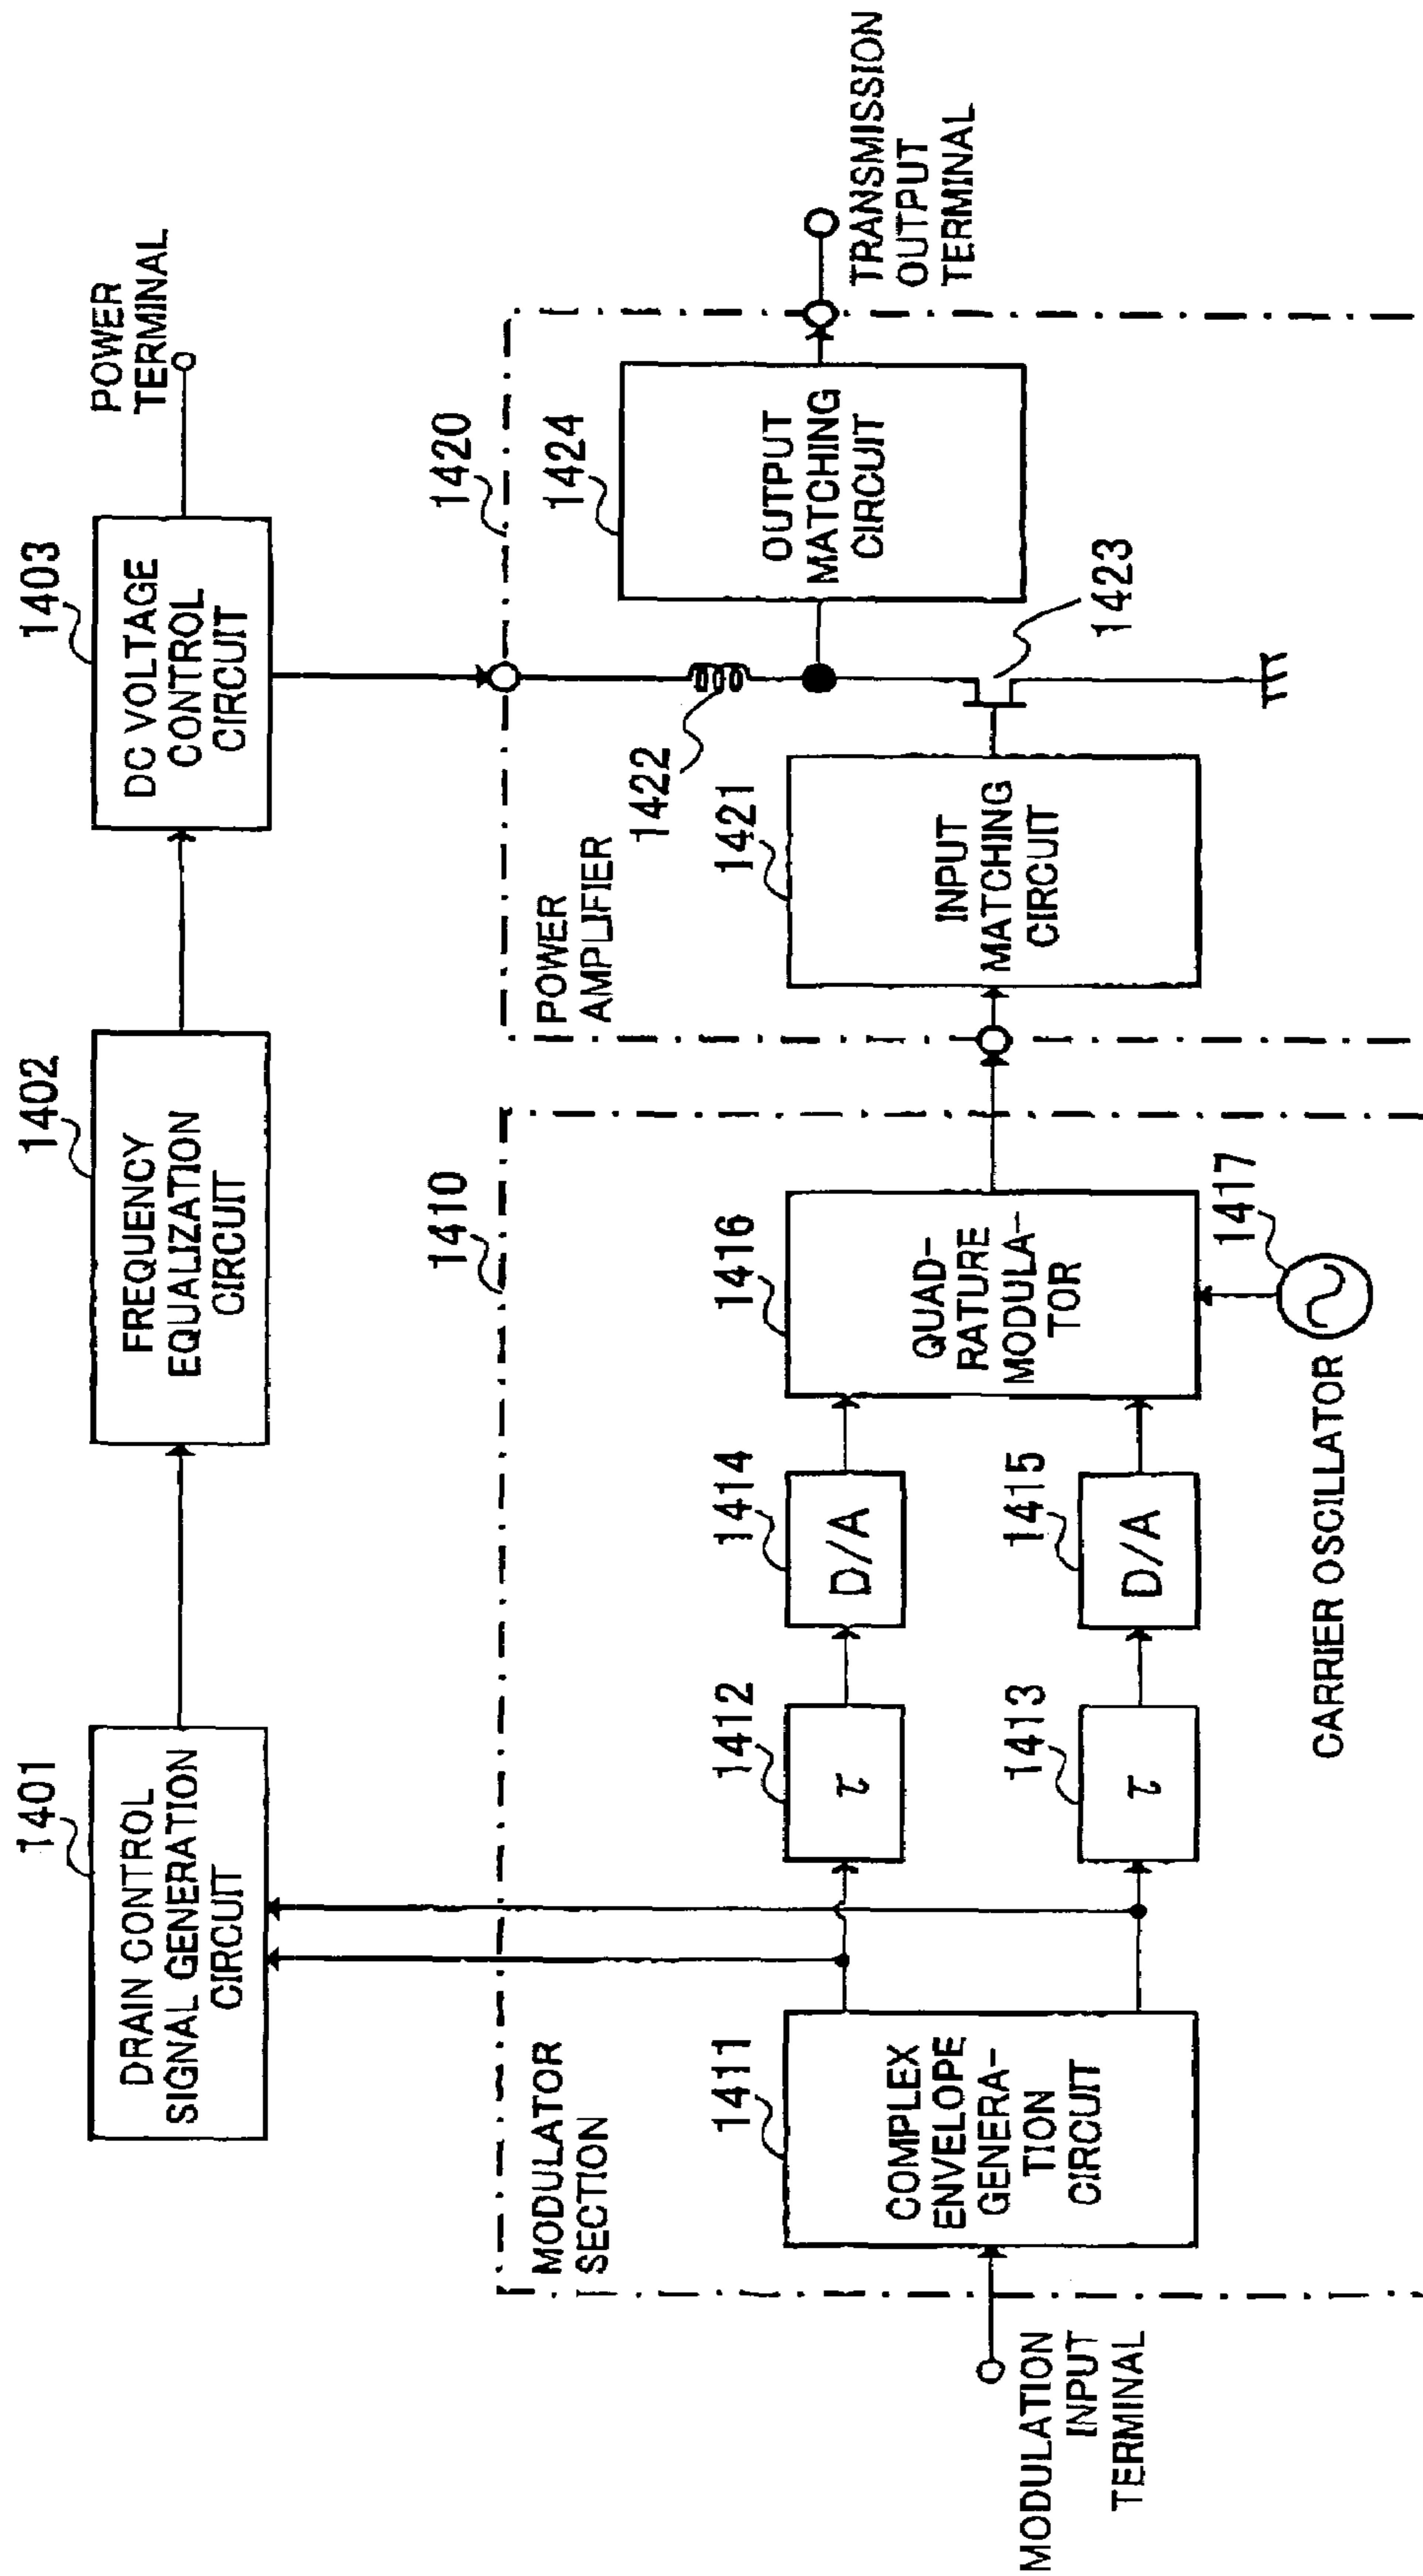 1401
DRAIN CONTROL
SIGNAL GENERATION
CIRCUIT
1402
FREQUENCY
EQUALIZATION
CIRCUIT
1403
DC VOLTAGE
CONTROL
CIRCUIT
POWER
TERMINAL
1410
MODULATOR
SECTION
1411
COMPLEX
ENVELOPE
GENERA-
TION
CIRCUIT
MODULATION
INPUT
TERMINAL
1412
τ
1413
τ
1414
D/A
1415
D/A
1416
QUAD-
RATURE
MODULA-
TOR
1417
CARRIER OSCILLATOR
1420
POWER
AMPLIFIER
1421
INPUT
MATCHING
CIRCUIT
1422
1423
1424
OUTPUT
MATCHING
CIRCUIT
TRANSMISSION
OUTPUT
TERMINAL